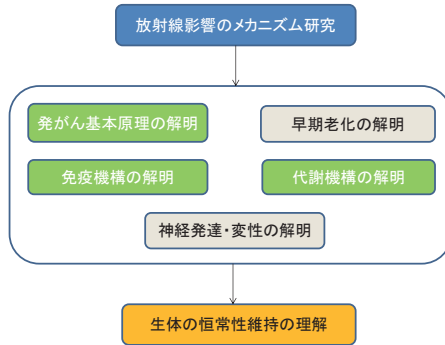 放射線影響のメカニズム研究
発がん基本原理の解明
早期老化の解明
免疫機構の解明
代謝機構の解明
神経発達・変性の解明
生体の恒常性維持の理解